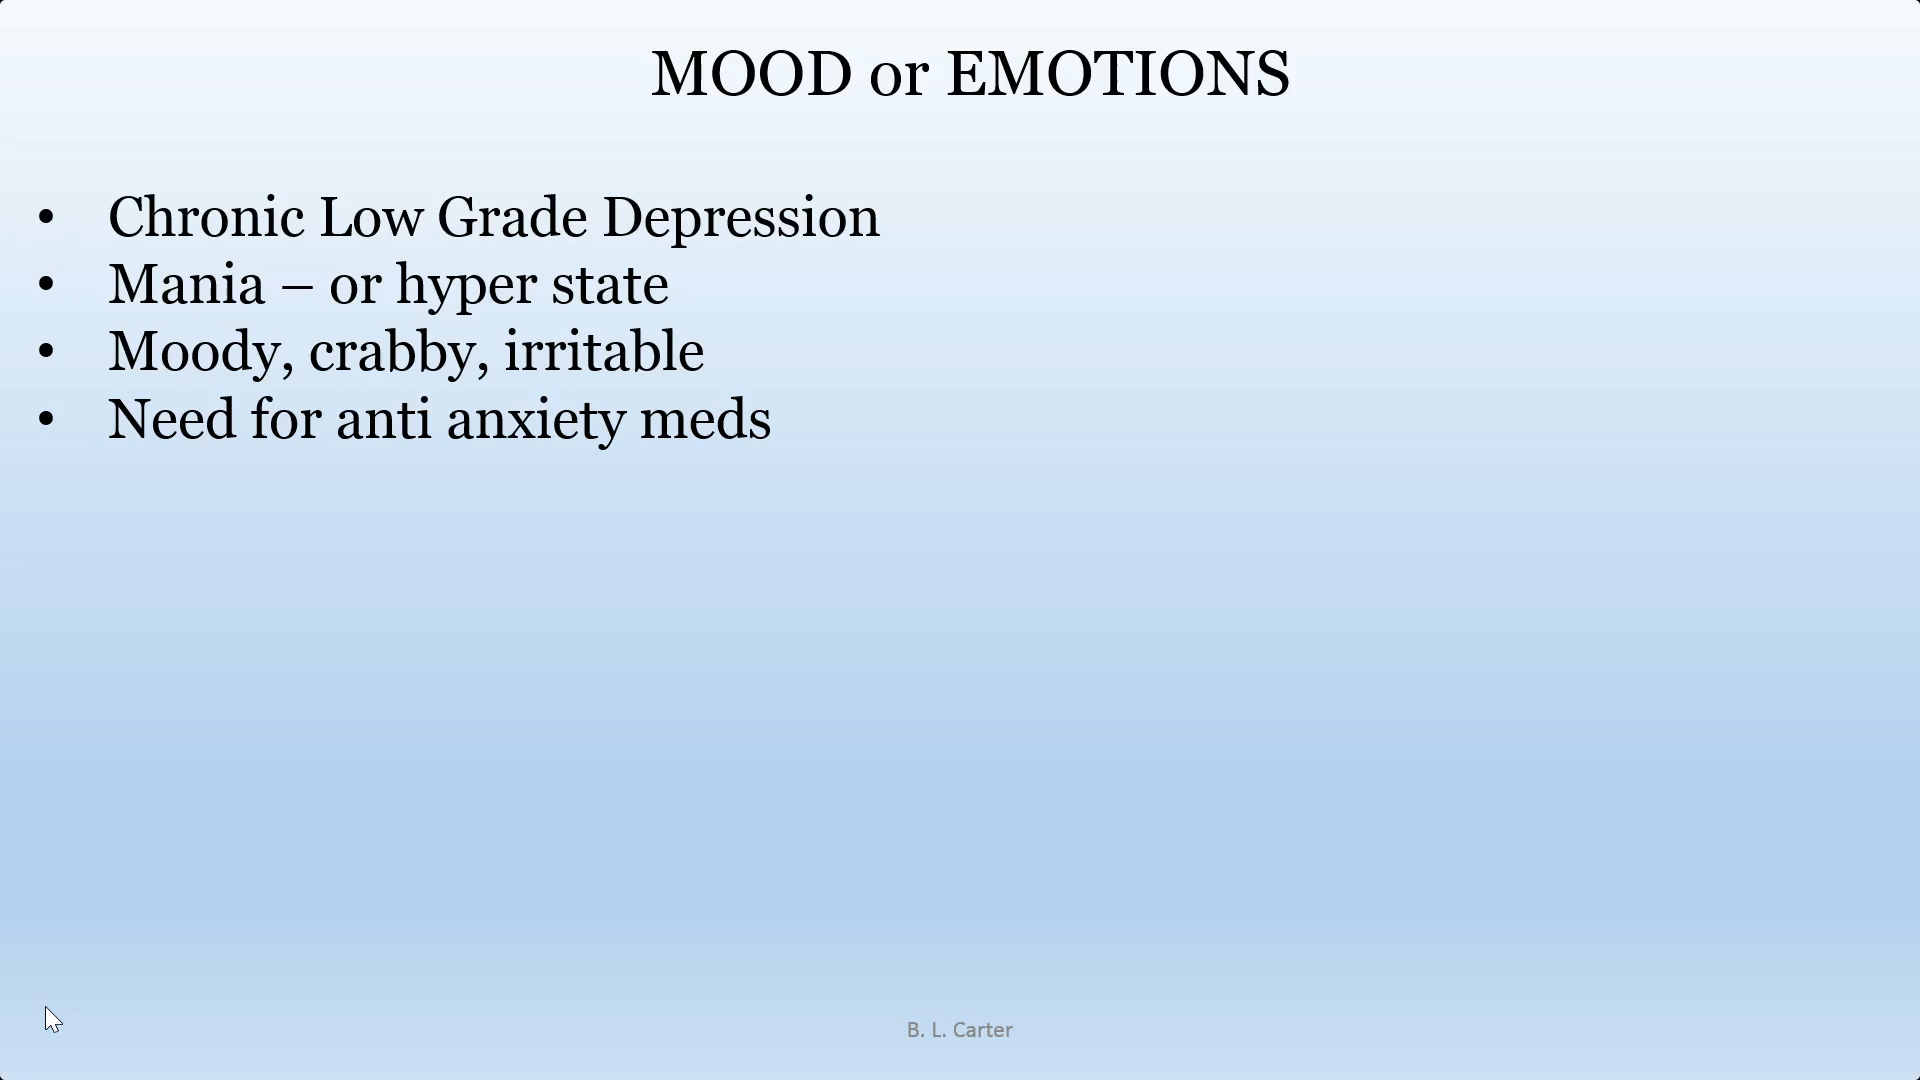 MOOD or EMOTIONS
• Chronic Low Grade Depression
• Mania – or hyper state
• Moody, crabby, irritable
• Need for anti anxiety meds
B. L. Carter